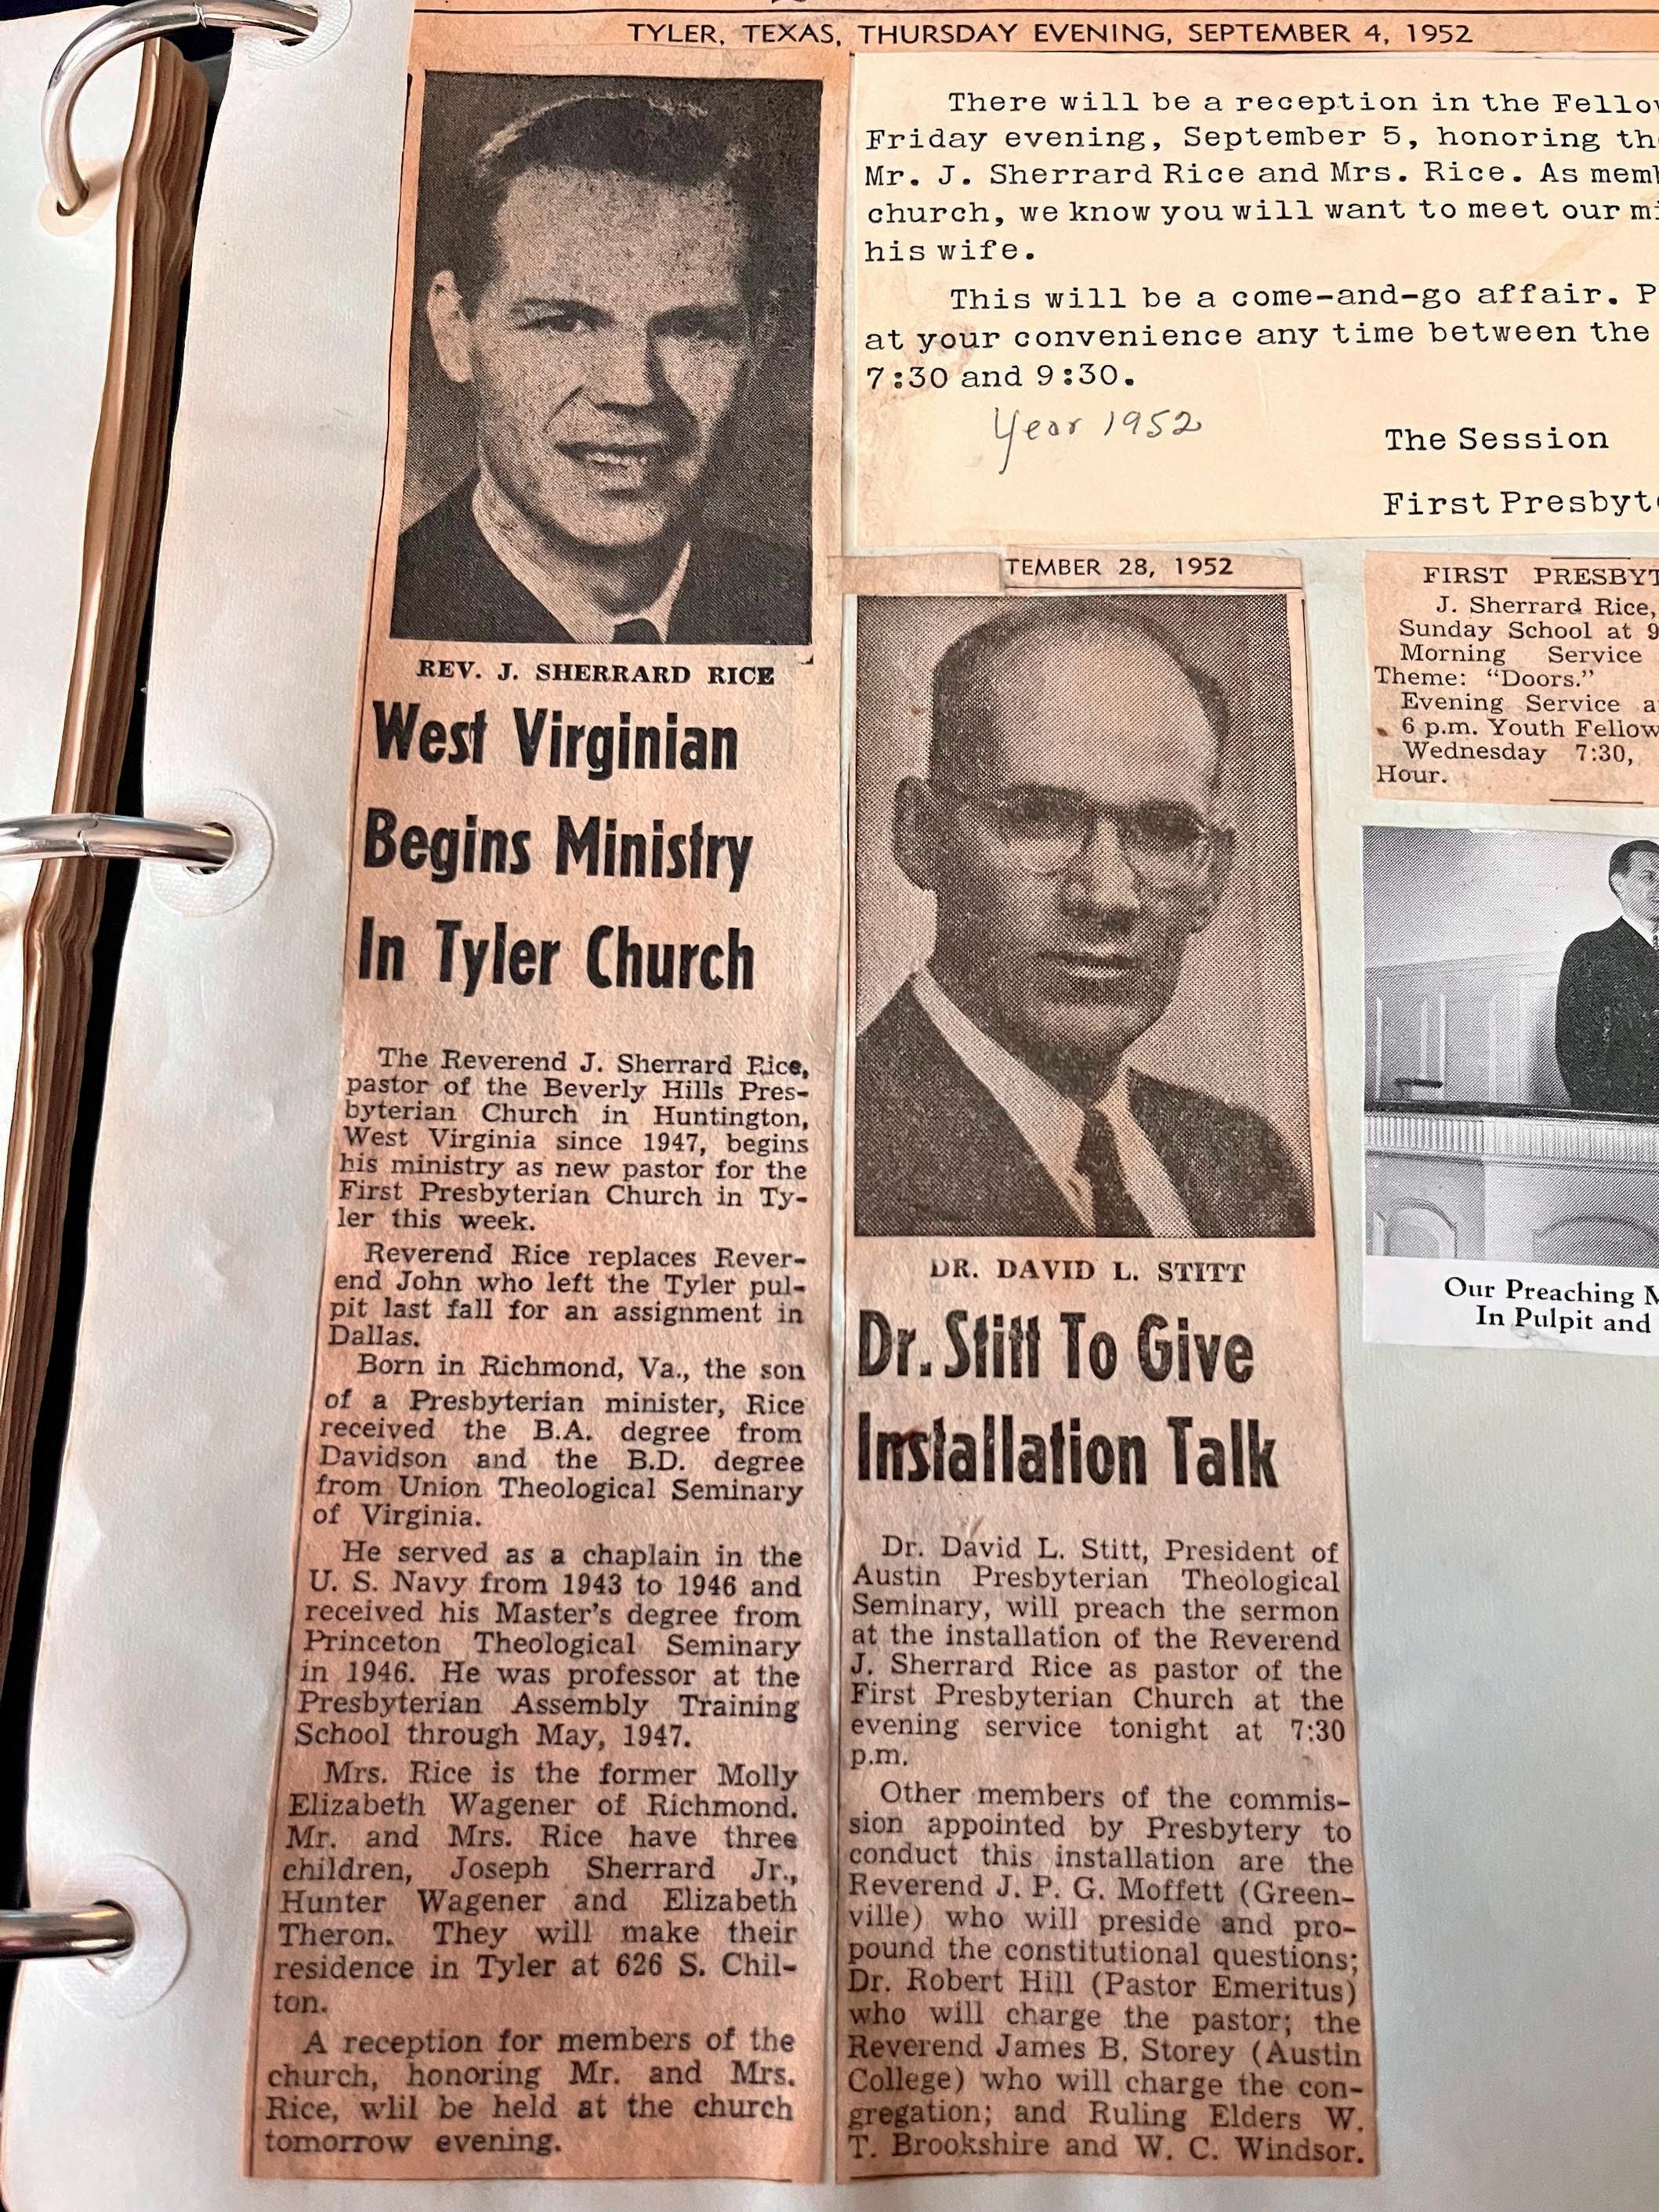 TYLER, TEXAS, THURSDAY EVENING, SEPTEMBER 4, 1952
REV. J. SHERRARD RICE
West Virginian
Begins Ministry
In Tyler Church
The Reverend J. Sherrard Rice,
pastor of the Beverly Hills Pres-
byterian Church in Huntington,
West Virginia since 1947, begins
his ministry as new pastor for the
First Presbyterian Church in Ty-
ler this week.
Reverend Rice replaces Rever-
end John who left the Tyler pul-
pit last fall for an assignment in
Dallas.
Born in Richmond, Va., the son
of a Presbyterian minister, Rice
received the B.A. degree from
Davidson and the B.D. degree
from Union Theological Seminary
of Virginia.
He served as a chaplain in the
U. S. Navy from 1943 to 1946 and
received his Master's degree from
Princeton Theological Seminary
in 1946. He was professor at the
Presbyterian Assembly Training
School through May, 1947.
Mrs. Rice is the former Molly
Elizabeth Wagener of Richmond.
Mr. and Mrs. Rice have three
children, Joseph Sherrard Jr.,
Hunter Wagener and Elizabeth
Theron. They will make their
residence in Tyler at 626 S. Chil-
ton.
A reception for members of the
church, honoring Mr. and Mrs.
Rice, wlil be held at the church
tomorrow evening.
There will be a reception in the
Friday evening, September 5, honoring
Mr. J. Sherrard Rice and Mrs. Rice. As
church, we know you will want to meet our
his wife.
This will be a come-and-go affair.
at your convenience any time between the
7:30 and 9:30.
Year 1952
The Session
First
TEMBER 28, 1952
DR. DAVID L. STITT
Dr. Stitt To Give
Installation Talk
Dr. David L. Stitt, President of
Austin Presbyterian Theological
Seminary, will preach the sermon
at the installation of the Reverend
J. Sherrard Rice as pastor of the
First Presbyterian Church at the
evening service tonight at 7:30
p.m.
Other members of the commis-
sion appointed by Presbytery to
conduct this installation are the
Reverend J. P. G. Moffett (Green-
ville) who will preside and pro-
pound the constitutional questions;
Dr. Robert Hill (Pastor Emeritus)
who will charge the pastor; the
Reverend James B. Storey (Austin
College) who will charge the con-
gregation; and Ruling Elders W.
T. Brookshire and W. C. Windsor.
FIRST
J. Sherrard Rice,
Sunday School at 9
Morning Service
Theme: "Doors."
Evening Service
6 p.m. Youth
Wednesday 7:30,
Hour.
Our Preaching
In Pulpit and